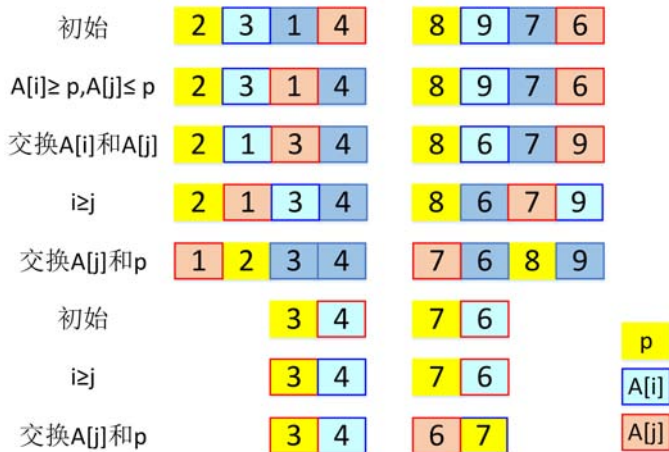 初始 2 3 1 4 8 9 7 6
A[i]≥ p,A[j]≤ p 2 3 1 4 8 9 7 6
交换A[i]和A[j] 2 1 3 4 8 6 7 9
i≥j 2 1 3 4 8 6 7 9
交换A[j]和p 1 2 3 4 7 6 8 9
初始 3 4 7 6
i≥j 3 4 7 6
交换A[j]和p 3 4 6 7
p
A[i]
A[j]